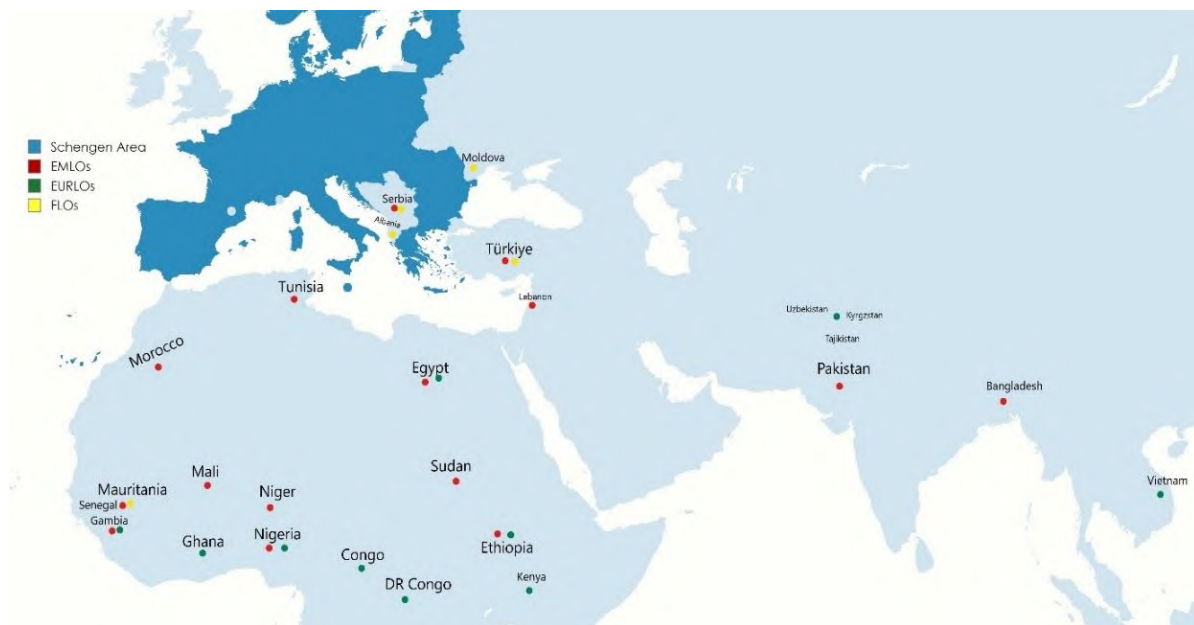 Schengen Area
EMLOs
EURLOs
FLOs
Moldova
Serbia
Albania
Türkiye
Tunisia
Lebanon
Morocco
Egypt
Uzbekistan
Kyrgzstan
Tajikistan
Pakistan
Bangladesh
Mali
Sudan
Mauritania
Niger
Senegal
Gambia
Vietnam
Ghana
Nigeria
Ethiopia
Congo
DR Congo
Kenya